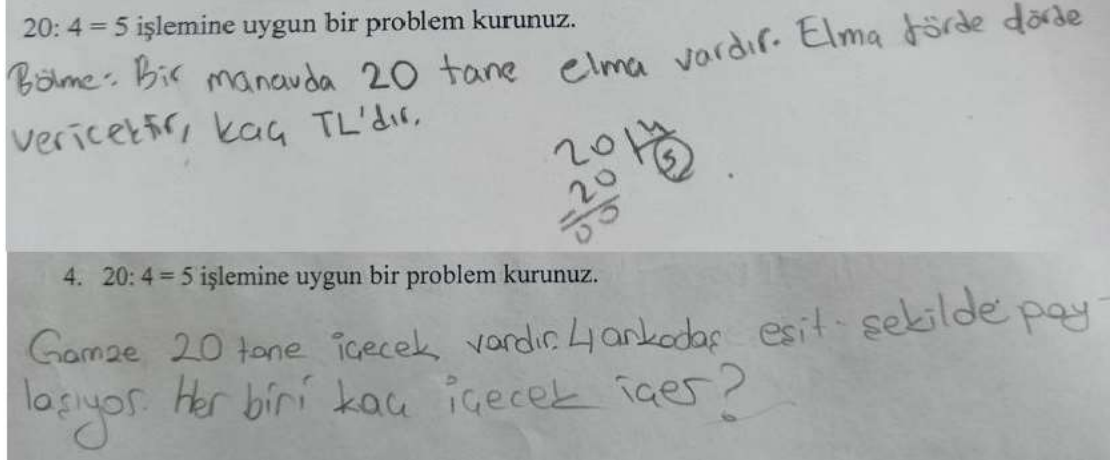 20: 4 = 5 işlemine uygun bir problem kurunuz.
Bölme: Bir manavda 20 tane elma vardır. Elma dörde dörde
vericektir, kaç TL'dır.
20 4
20 5
00
4. 20: 4 = 5 işlemine uygun bir problem kurunuz.
Gamze 20 tane içecek vardır. 4 arkadaş eşit şekilde pay-
laşıyor. Her biri kaç içecek içer?